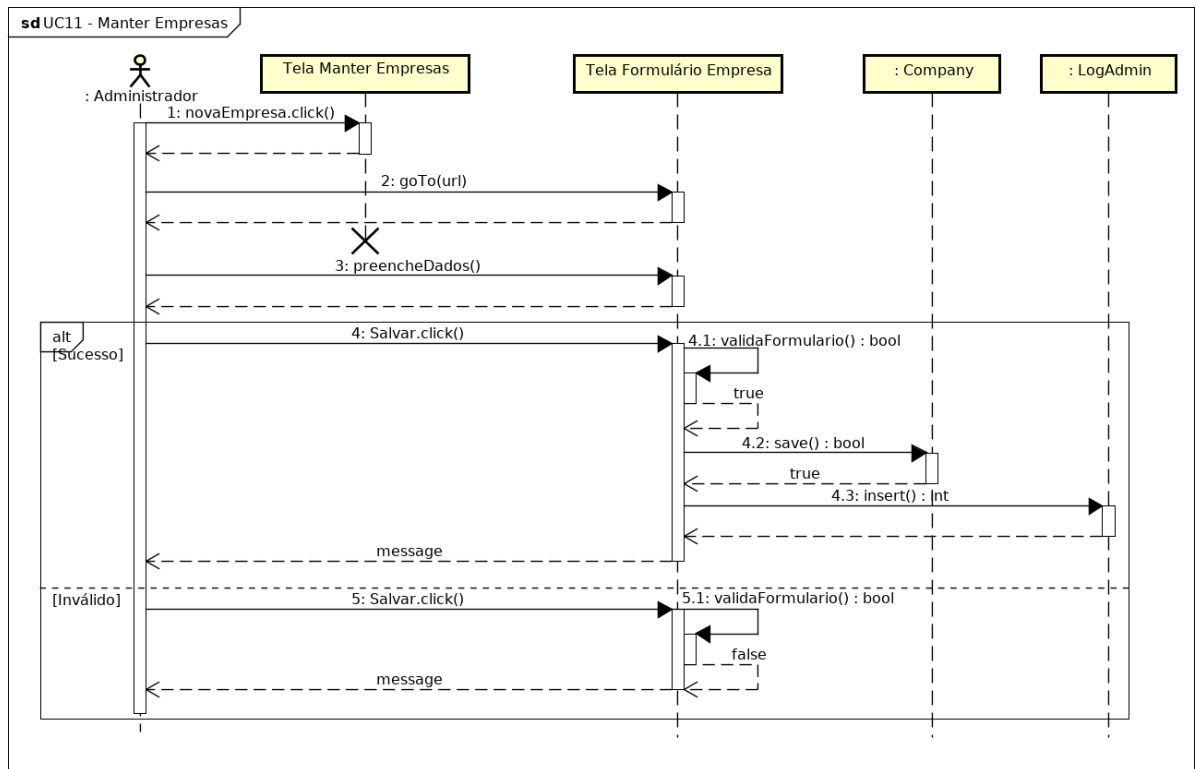 sd UC11 - Manter Empresas
: Administrador
Tela Manter Empresas
Tela Formulário Empresa
: Company
: LogAdmin
1: novaEmpresa.click()
2: goTo(url)
3: preencheDados()
alt
[Sucesso]
4: Salvar.click()
4.1: validaFormulario() : bool
true
4.2: save() : bool
true
4.3: insert() : int
message
[Inválido]
5: Salvar.click()
5.1: validaFormulario() : bool
false
message